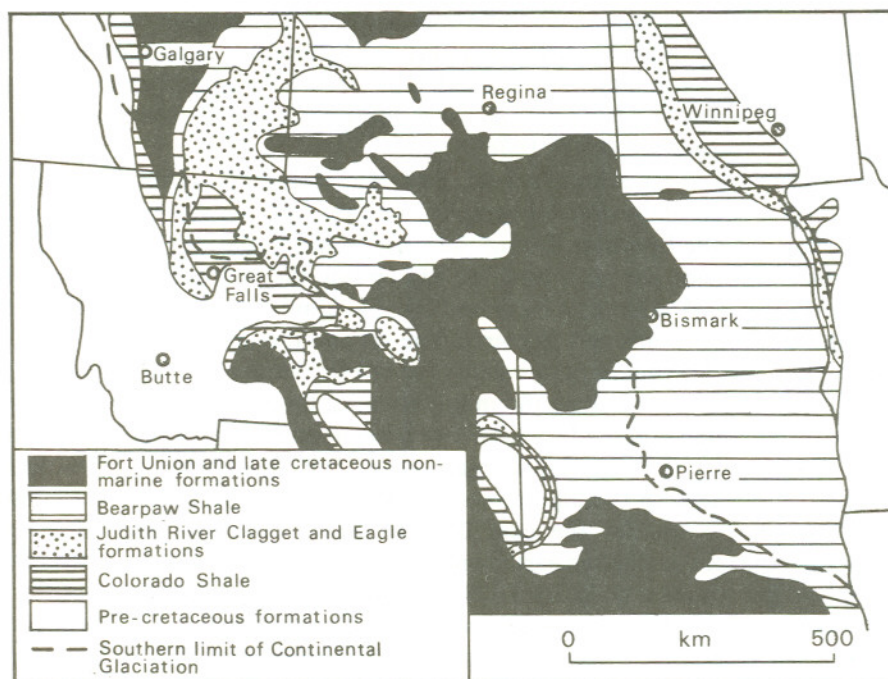 Galgary
Regina
Winnipeg
Great
Falls
Bismark
Butte
Pierre
Fort Union and late cretaceous non-
marine formations
Bearpaw Shale
Judith River Clagget and Eagle
formations
Colorado Shale
Pre-cretaceous formations
Southern limit of Continental
Glaciation
0 km 500